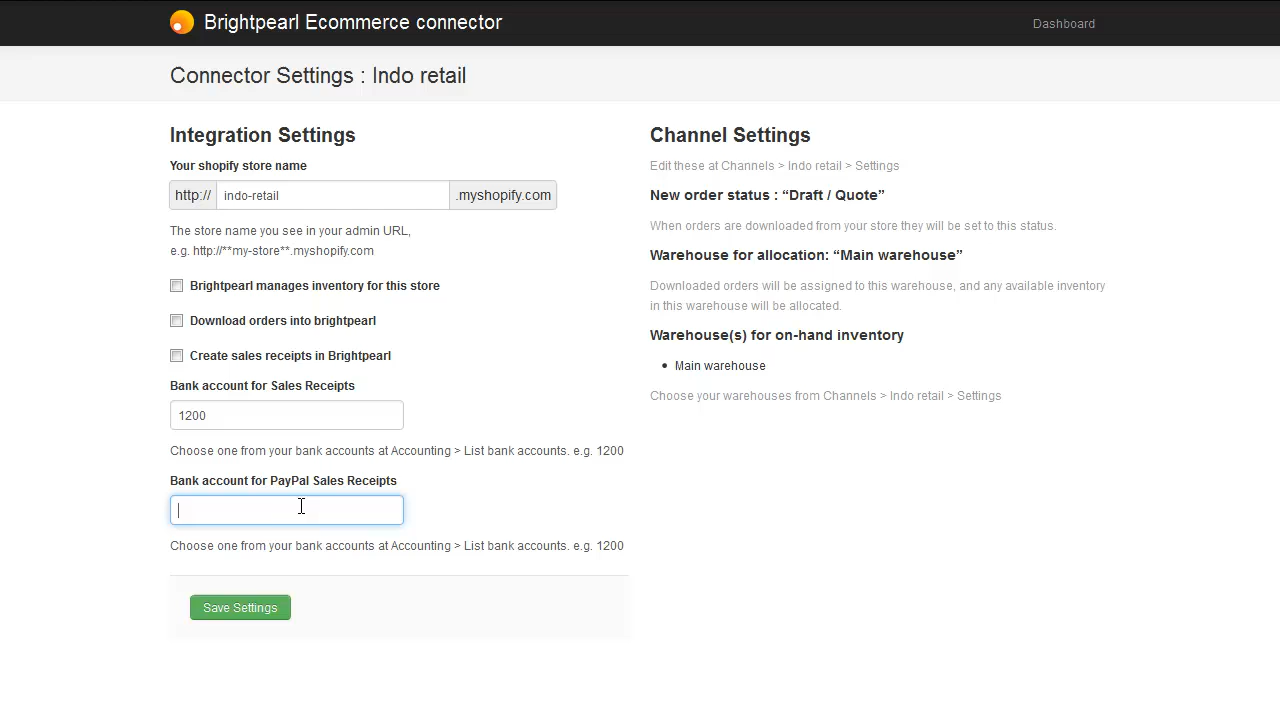 Brightpearl Ecommerce connector
Dashboard
Connector Settings : Indo retail
Integration Settings
Your shopify store name
http:// indo-retail .myshopify.com
The store name you see in your admin URL,
e.g. http://**my-store**.myshopify.com
Brightpearl manages inventory for this store
Download orders into brightpearl
Create sales receipts in Brightpearl
Bank account for Sales Receipts
1200
Choose one from your bank accounts at Accounting > List bank accounts. e.g. 1200
Bank account for PayPal Sales Receipts
Choose one from your bank accounts at Accounting > List bank accounts. e.g. 1200
Save Settings
Channel Settings
Edit these at Channels > Indo retail > Settings
New order status : “Draft / Quote”
When orders are downloaded from your store they will be set to this status.
Warehouse for allocation: “Main warehouse”
Downloaded orders will be assigned to this warehouse, and any available inventory
in this warehouse will be allocated.
Warehouse(s) for on-hand inventory
• Main warehouse
Choose your warehouses from Channels > Indo retail > Settings